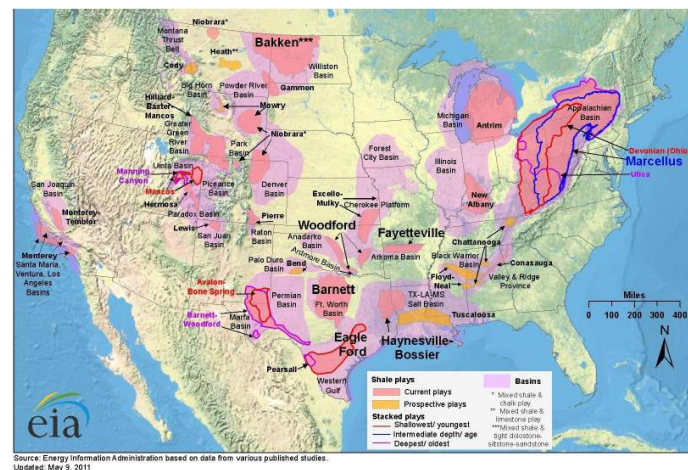 Niobrara*
Montana
Thrust
Belt
Bakken***
Heath**
Cody
Williston
Basin
Big Horn
Basin
Powder River
Basin
Gammon
Hilliard-
Baxter-
Mancos
Mowry
Greater
Green
River
Basin
Park
Basin
Niobrara*
Michigan
Basin
Antrim
Appalachian
Basin
Devonian (Ohio)
Marcellus
Utica
Forest
City Basin
Illinois
Basin
Uinta Basin
Manning
Canyon
Mancos
Piceance
Basin
Denver
Basin
San Joaquin
Basin
Monterey-
Temblor
Hermosa
Paradox Basin
Excello-
Mulky
Cherokee Platform
New
Albany
Pierre
Lewis
San Juan
Basin
Raton
Basin
Woodford
Anadarko
Basin
Fayetteville
Chattanooga
Monterey
Santa Maria,
Ventura, Los
Angeles
Basins
Palo Duro
Basin
Bend
Ardmore Basin
Arkoma Basin
Black Warrior
Basin
Conasauga
Floyd-
Neal
Valley & Ridge
Province
Avalon-
Bone Spring
Permian
Basin
Barnett
Ft. Worth
Basin
TX-LA-MS
Salt Basin
Tuscaloosa
Barnett-
Woodford
Marfa
Basin
Eagle
Ford
Haynesville-
Bossier
Pearsall
Western
Gulf
Miles
0 100 200 300 400
N
Shale plays
Current plays
Prospective plays
Stacked plays
Shallowest/ youngest
Intermediate depth/ age
Deepest/ oldest
Basins
* Mixed shale &
chalk play
** Mixed shale &
limestone play
***Mixed shale &
tight dolostone-
siltstone-sandstone
eia
Source: Energy Information Administration based on data from various published studies.
Updated: May 9, 2011